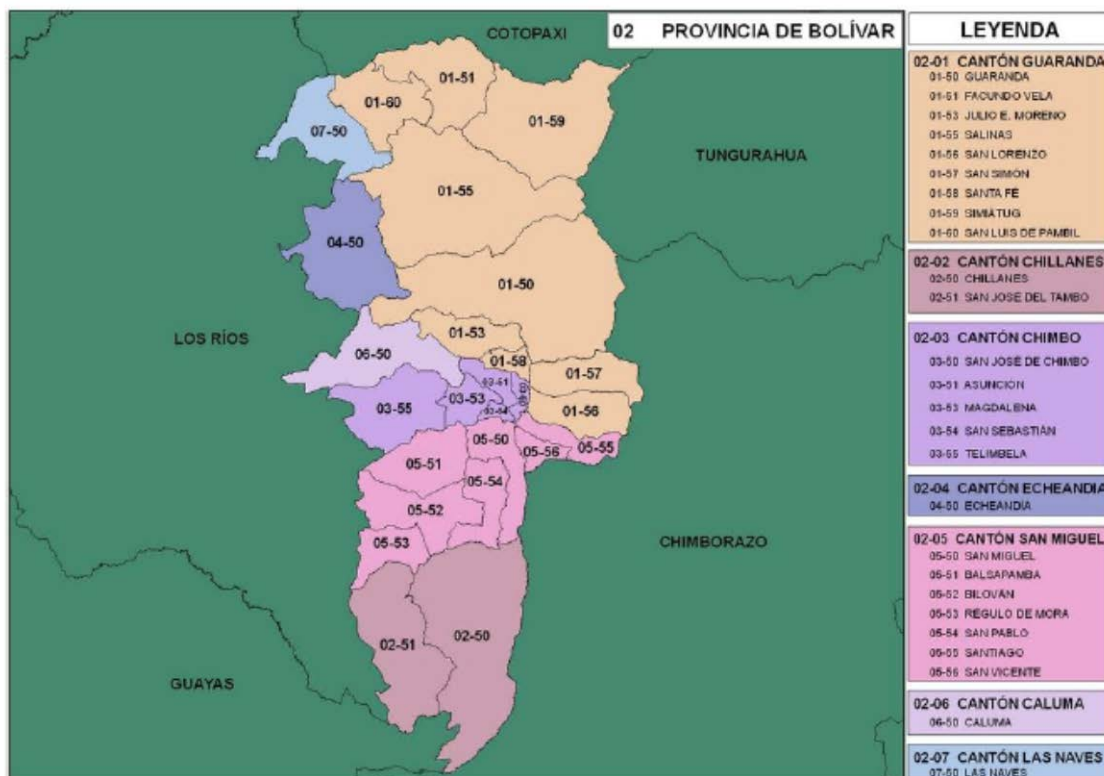 02 PROVINCIA DE BOLÍVAR
COTOPAXI
TUNGURAHUA
LOS RÍOS
CHIMBORAZO
GUAYAS
01-51
01-60
01-59
07-50
01-55
04-50
01-50
01-53
06-50
01-58
01-57
03-51
03-53
03-55
01-56
05-50
05-55
05-56
05-51
05-54
05-52
05-53
02-51
02-50
LEYENDA
02-01 CANTÓN GUARANDA
01-50 GUARANDA
01-51 FACUNDO VELA
01-53 JULIO E. MORENO
01-55 SALINAS
01-56 SAN LORENZO
01-57 SAN SIMÓN
01-58 SANTA FÉ
01-59 SIMIÁTUG
01-60 SAN LUIS DE PAMBIL
02-02 CANTÓN CHILLANES
02-50 CHILLANES
02-51 SAN JOSÉ DEL TAMBO
02-03 CANTÓN CHIMBO
03-50 SAN JOSÉ DE CHIMBO
03-51 ASUNCIÓN
03-53 MAGDALENA
03-54 SAN SEBASTIÁN
03-55 TELIMBELA
02-04 CANTÓN ECHEANDIA
04-50 ECHEANDÍA
02-05 CANTÓN SAN MIGUEL
05-50 SAN MIGUEL
05-51 BALSAPAMBA
05-52 BILOVÁN
05-53 RÉGULO DE MORA
05-54 SAN PABLO
05-55 SANTIAGO
05-56 SAN VICENTE
02-06 CANTÓN CALUMA
06-50 CALUMA
02-07 CANTÓN LAS NAVES
07-50 LAS NAVES